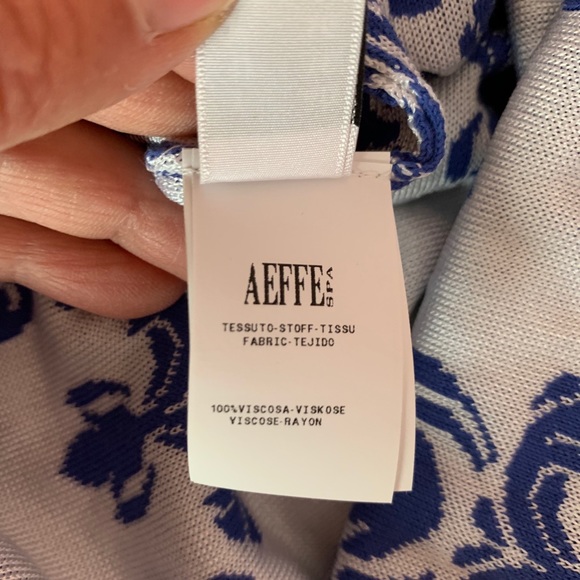 AEFFE SPA
TESSUTO-STOFF-TISSU
FABRIC-TEJIDO
100%VISCOSA-VISKOSE
VISCOSE-RAYON